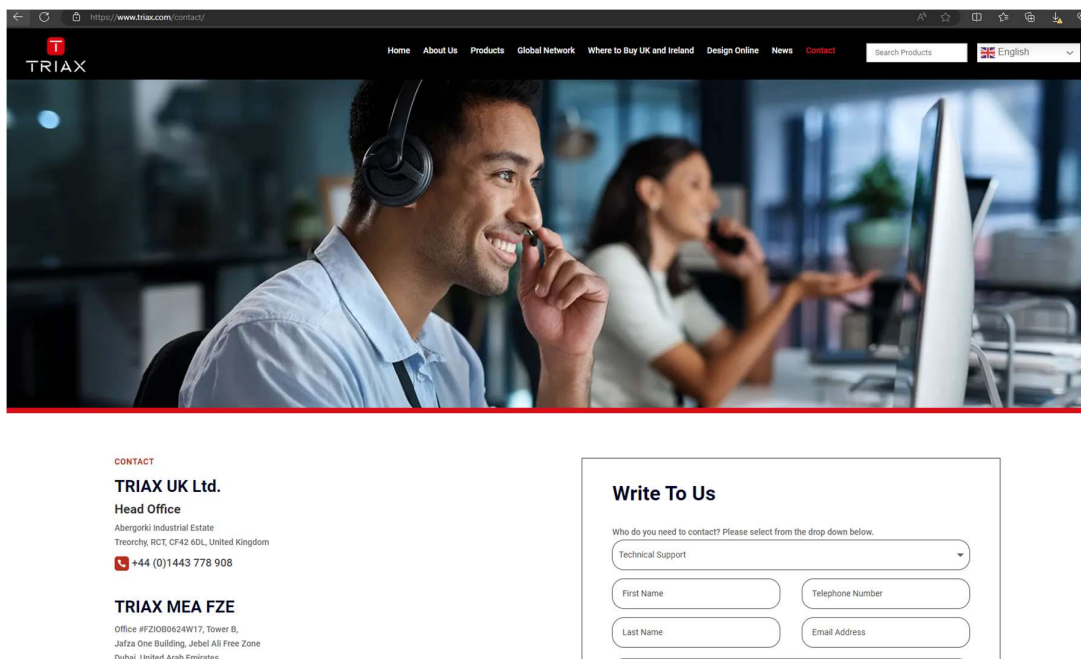 https://www.triax.com/contact/
T
TRIAX
Home About Us Products Global Network Where to Buy UK and Ireland Design Online News Contact Search Products English
CONTACT
TRIAX UK Ltd.
Head Office
Abergorki Industrial Estate
Treorchy, RCT, CF42 6DL, United Kingdom
+44 (0)1443 778 908
TRIAX MEA FZE
Office #FZIOB0624W17, Tower B,
Jafza One Building, Jebel Ali Free Zone
Dubai, United Arab Emirates
Write To Us
Who do you need to contact? Please select from the drop down below.
Technical Support
First Name Telephone Number
Last Name Email Address